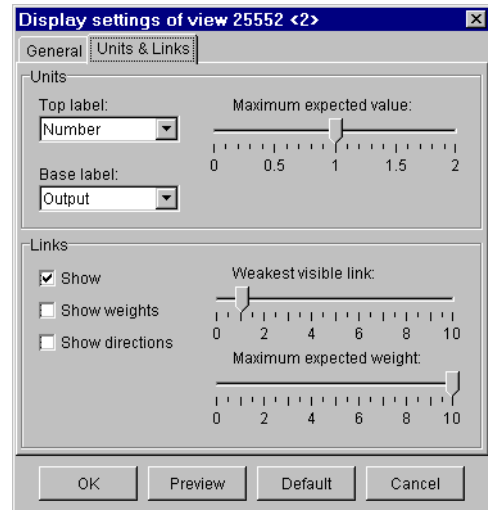 Display settings of view 25552 <2>
General Units & Links
Units
Top label: Maximum expected value:
Number
0 0.5 1 1.5 2
Base label:
Output
Links
Show Weakest visible link:
Show weights
0 2 4 6 8 10
Show directions
Maximum expected weight:
0 2 4 6 8 10
OK Preview Default Cancel